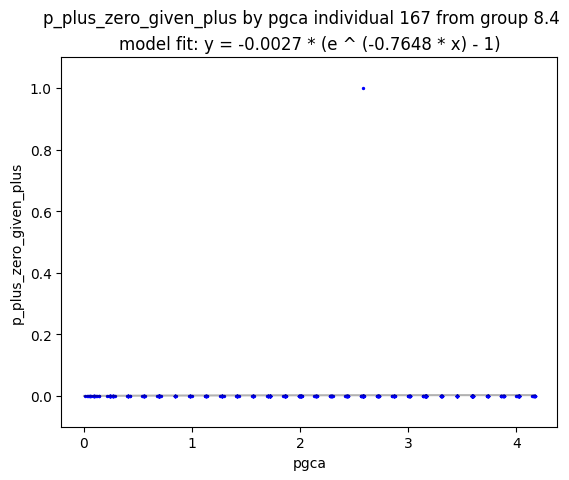 p_plus_zero_given_plus by pgca individual 167 from group 8.4
model fit: y = -0.0027 * (e ^ (-0.7648 * x) - 1)
p_plus_zero_given_plus
1.0
0.8
0.6
0.4
0.2
0.0
0 1 2 3 4
pgca